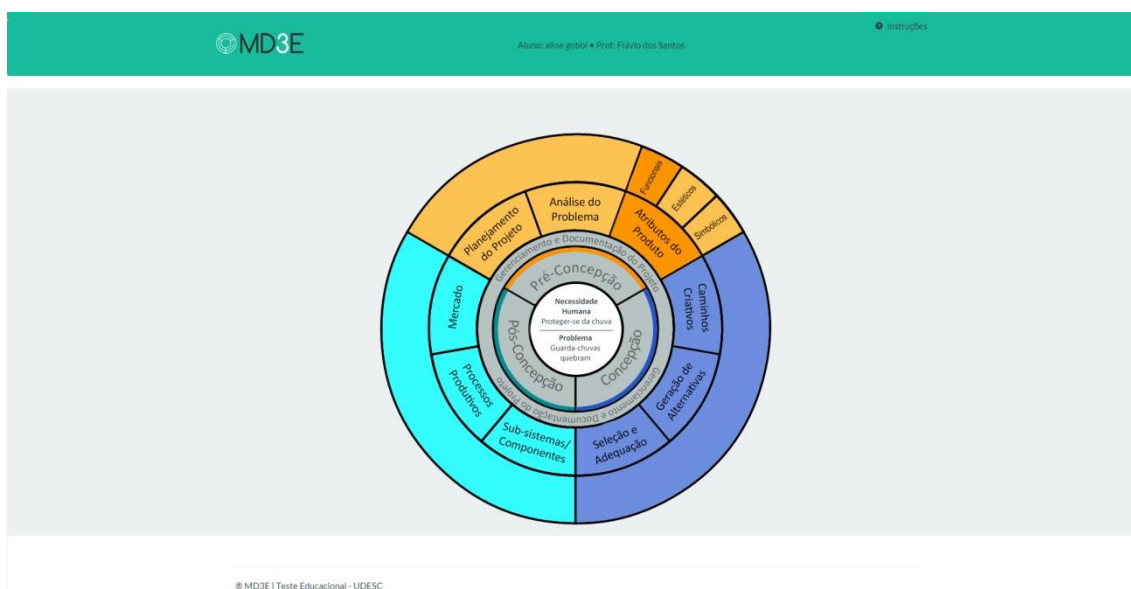 MD3E
Aluno: aline gobbi • Prof: Flávio dos Santos
Instruções
Funcionais
Estéticos
Simbólicos
Planejamento
do Projeto
Análise do
Problema
Atributos do
Produto
Gerenciamento e Documentação do Projeto
Pré-Concepção
Necessidade
Humana
Proteger-se da chuva
Problema
Guarda-chuvas
quebram
Pós-Concepção
Concepção
Gerenciamento e Documentação do Projeto
Mercado
Processos
Produtivos
Sub-sistemas/
Componentes
Caminhos
Criativos
Geração de
Alternativas
Seleção e
Adequação
® MD3E | Teste Educacional - UDESC